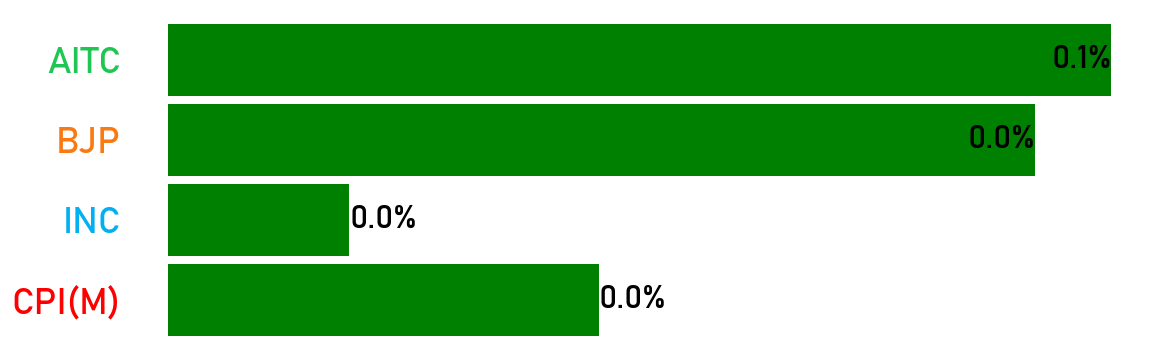 AITC 0.1%
BJP 0.0%
INC 0.0%
CPI(M) 0.0%